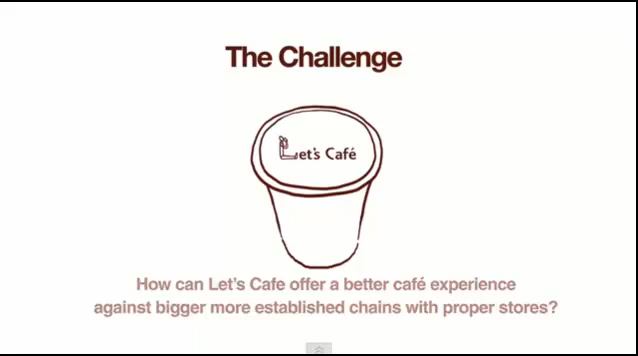 The Challenge
Let's Café
How can Let's Cafe offer a better café experience
against bigger more established chains with proper stores?